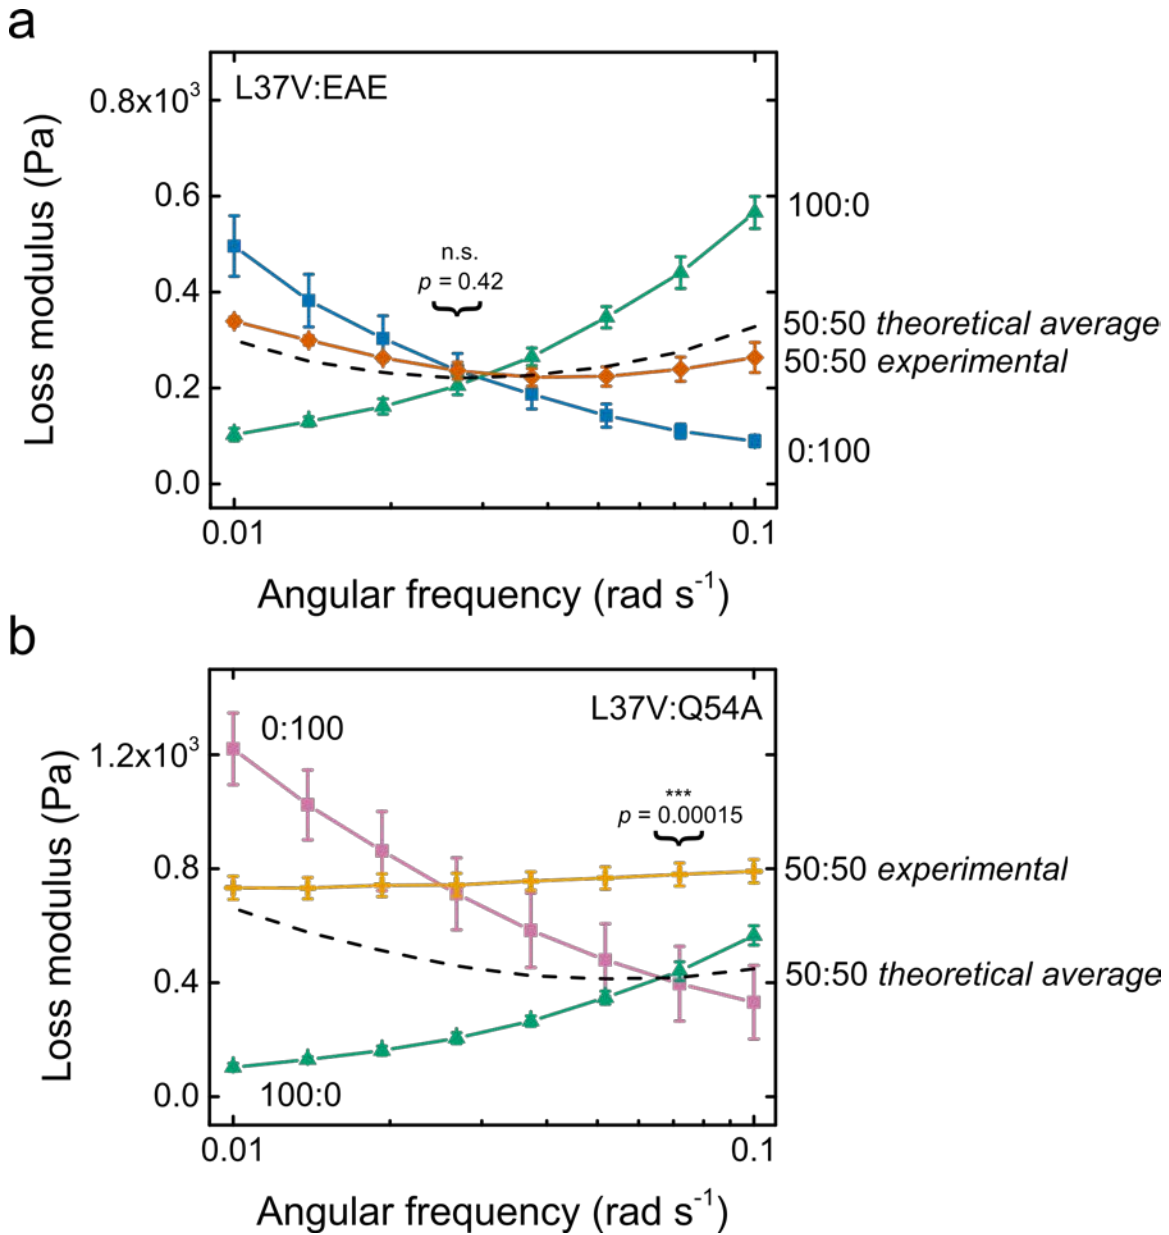 a
L37V:EAE
0.8x10³
0.6
0.4
0.2
0.0
Loss modulus (Pa)
n.s.
p = 0.42
100:0
50:50 theoretical average
50:50 experimental
0:100
0.01
0.1
Angular frequency (rad s⁻¹)
b
L37V:Q54A
0:100
1.2x10³
0.8
0.4
0.0
Loss modulus (Pa)
***
p = 0.00015
50:50 experimental
50:50 theoretical average
100:0
0.01
0.1
Angular frequency (rad s⁻¹)